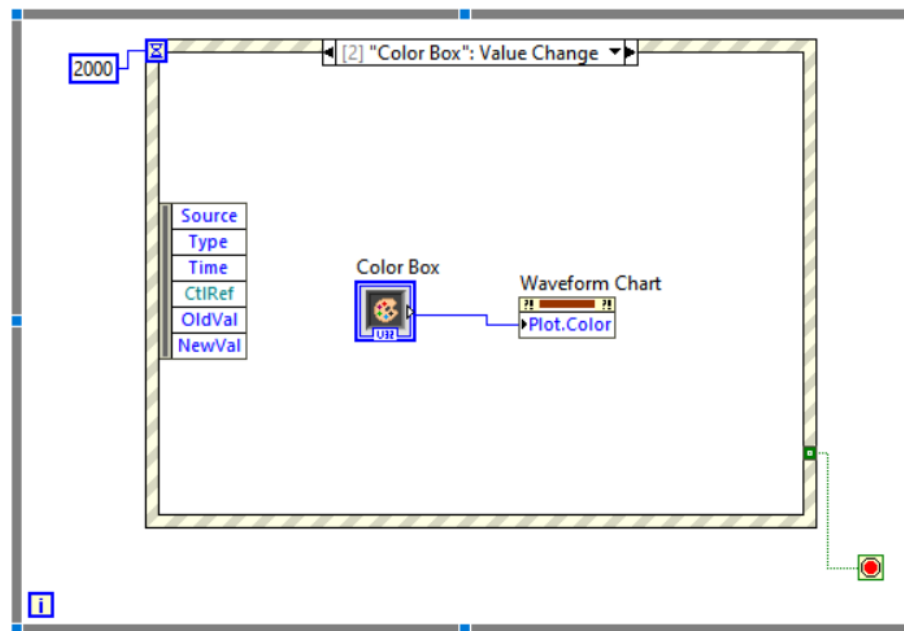 [2] "Color Box": Value Change
2000
Source
Type
Time
CtlRef
OldVal
NewVal
Color Box
U32
Waveform Chart
?! ?!
Plot.Color
i